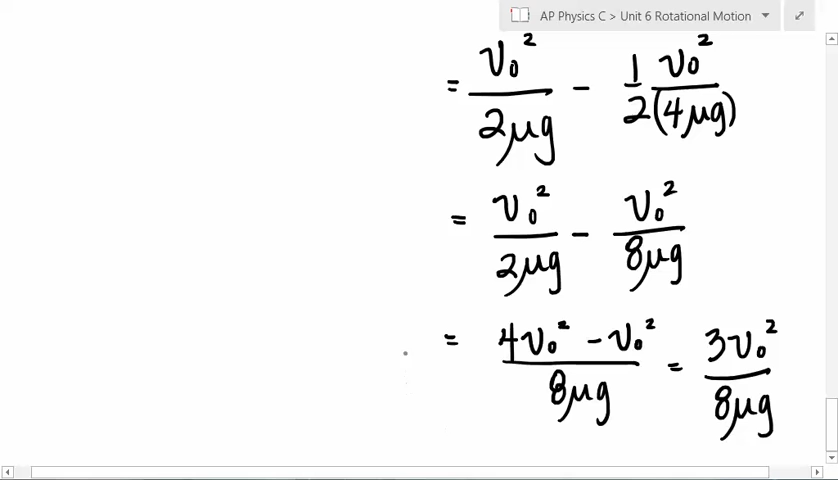 AP Physics C > Unit 6 Rotational Motion
= v₀²/2μg - 1/2 v₀²/(4μg)
= v₀²/2μg - v₀²/8μg
= 4v₀² - v₀²/8μg = 3v₀²/8μg